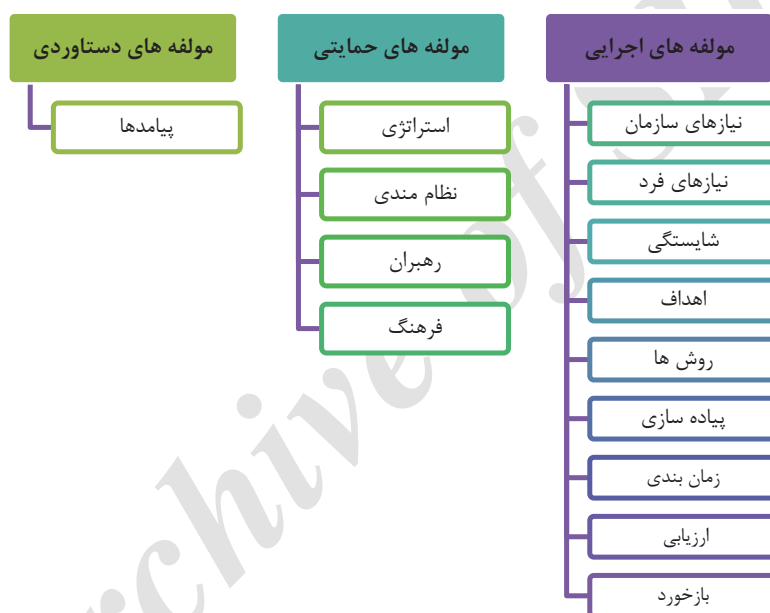 مولفه های اجرایی
نیازهای سازمان
نیازهای فرد
شایستگی
اهداف
روش ها
پیاده سازی
زمان بندی
ارزیابی
بازخورد
مولفه های حمایتی
استراتژی
نظام مندی
رهبران
فرهنگ
مولفه های دستاوردی
پیامدها